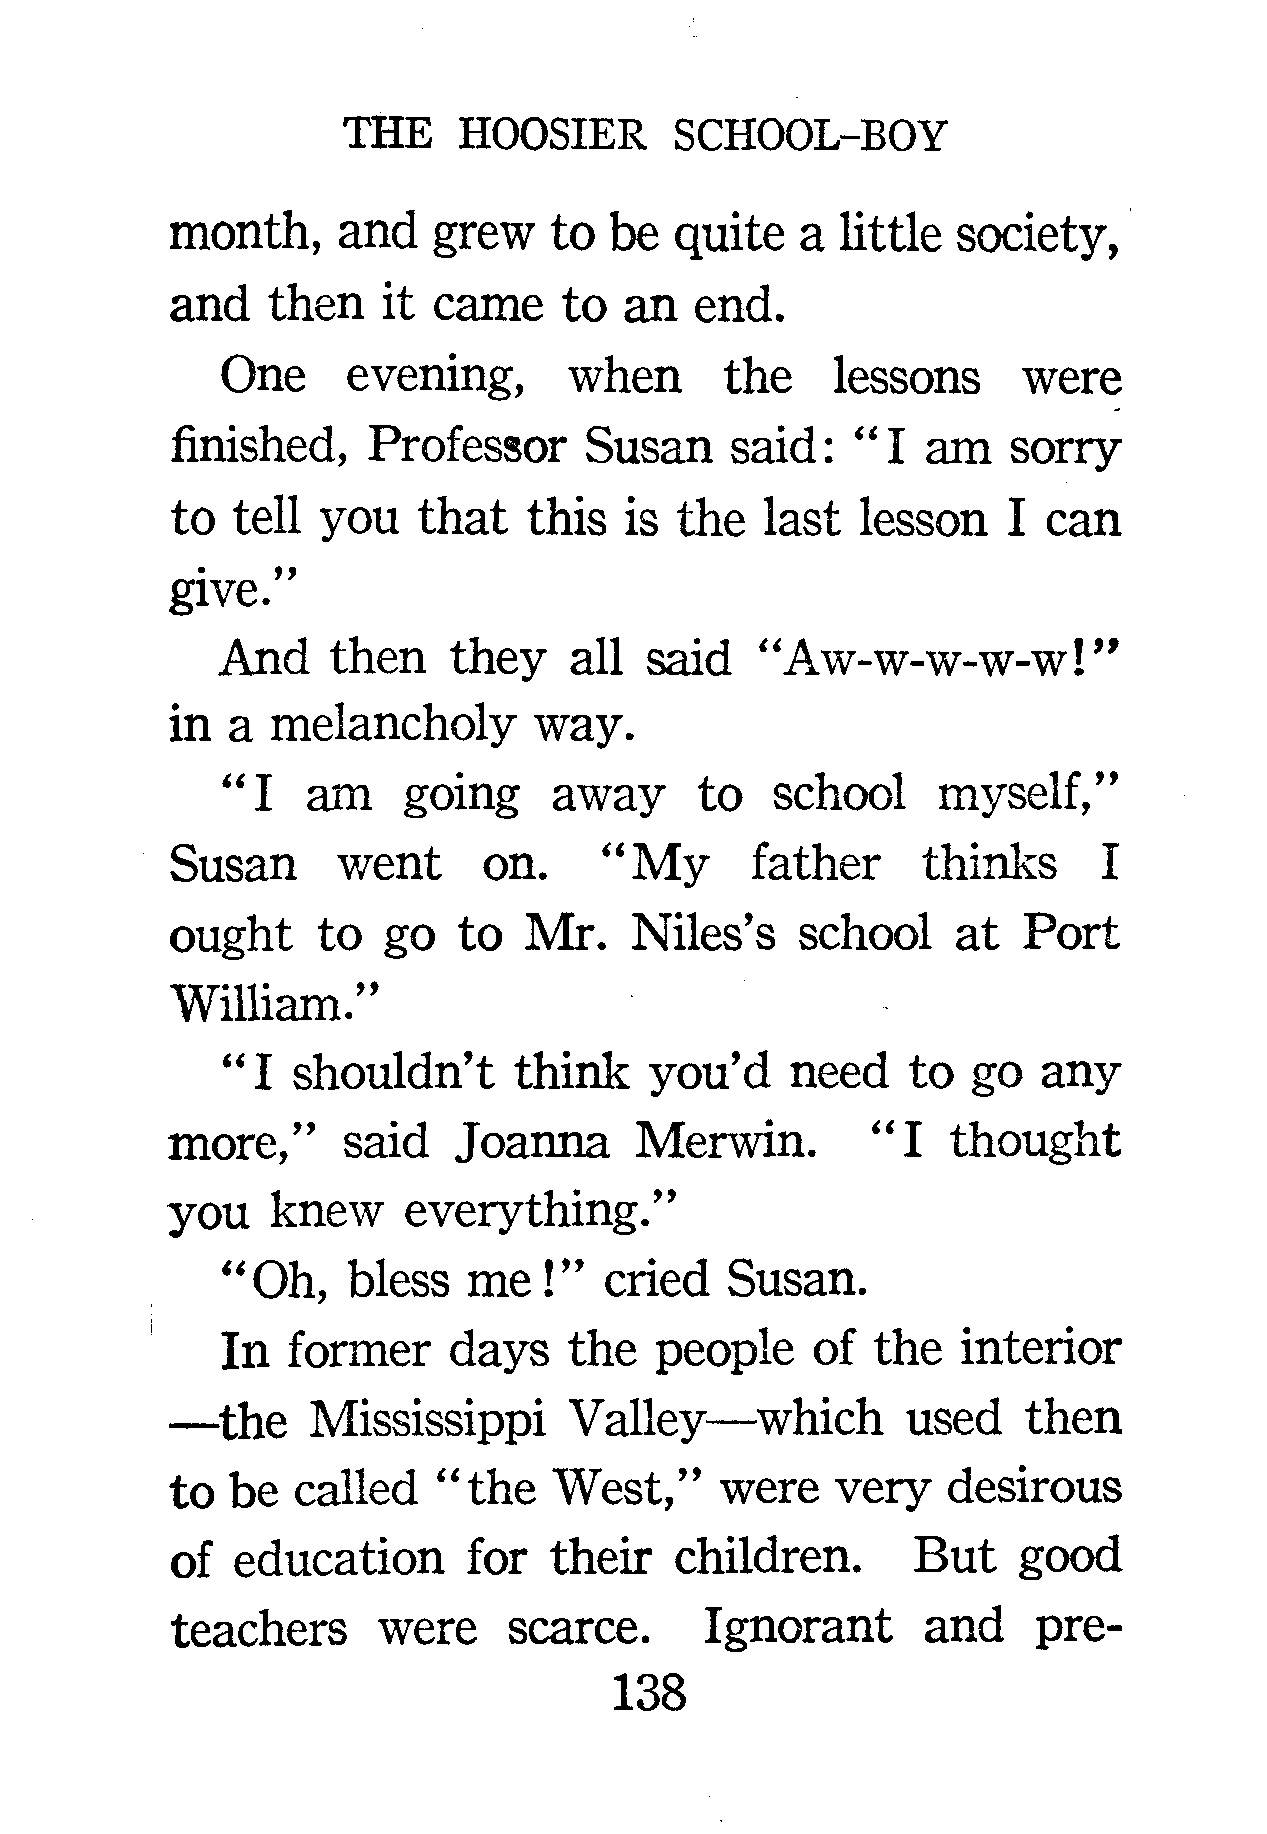 THE HOOSIER SCHOOL-BOY
month, and grew to be quite a little society,
and then it came to an end.
One evening, when the lessons were
finished, Professor Susan said: “I am sorry
to tell you that this is the last lesson I can
give.”
And then they all said “Aw-w-w-w-w!”
in a melancholy way.
“I am going away to school myself,”
Susan went on. “My father thinks I
ought to go to Mr. Niles’s school at Port
William.”
“I shouldn’t think you’d need to go any
more,” said Joanna Merwin. “I thought
you knew everything.”
“Oh, bless me!” cried Susan.
In former days the people of the interior
—the Mississippi Valley—which used then
to be called “the West,” were very desirous
of education for their children. But good
teachers were scarce. Ignorant and pre-
138